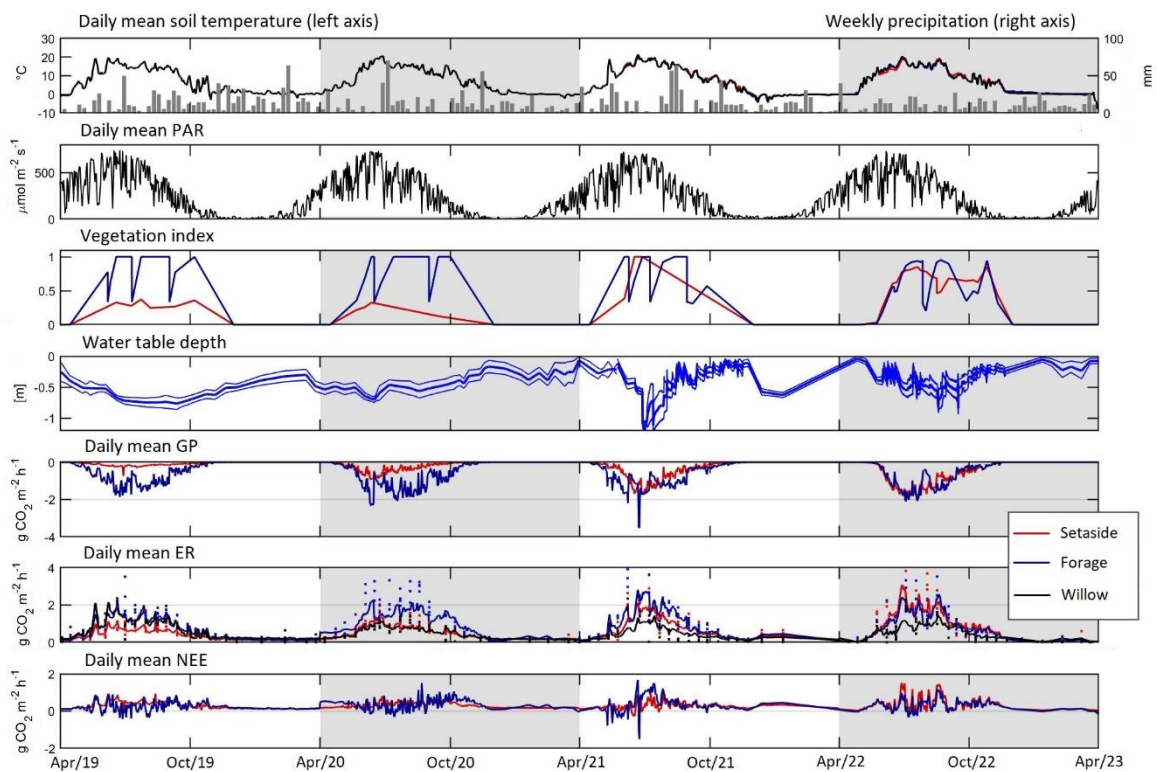 Daily mean soil temperature (left axis) Weekly precipitation (right axis)
30 100
20
°C 10 50 mm
0
-10 0
Daily mean PAR
μmol m-2 s-1
500
0
Vegetation index
1
0.5
0
Water table depth
0
[m] -0.5
-1
Daily mean GP
g CO2 m-2 h-1
0
-2
-4
Setaside
Forage
Willow
Daily mean ER
g CO2 m-2 h-1
4
2
0
Daily mean NEE
g CO2 m-2 h-1
2
0
-2
Apr/19 Oct/19 Apr/20 Oct/20 Apr/21 Oct/21 Apr/22 Oct/22 Apr/23